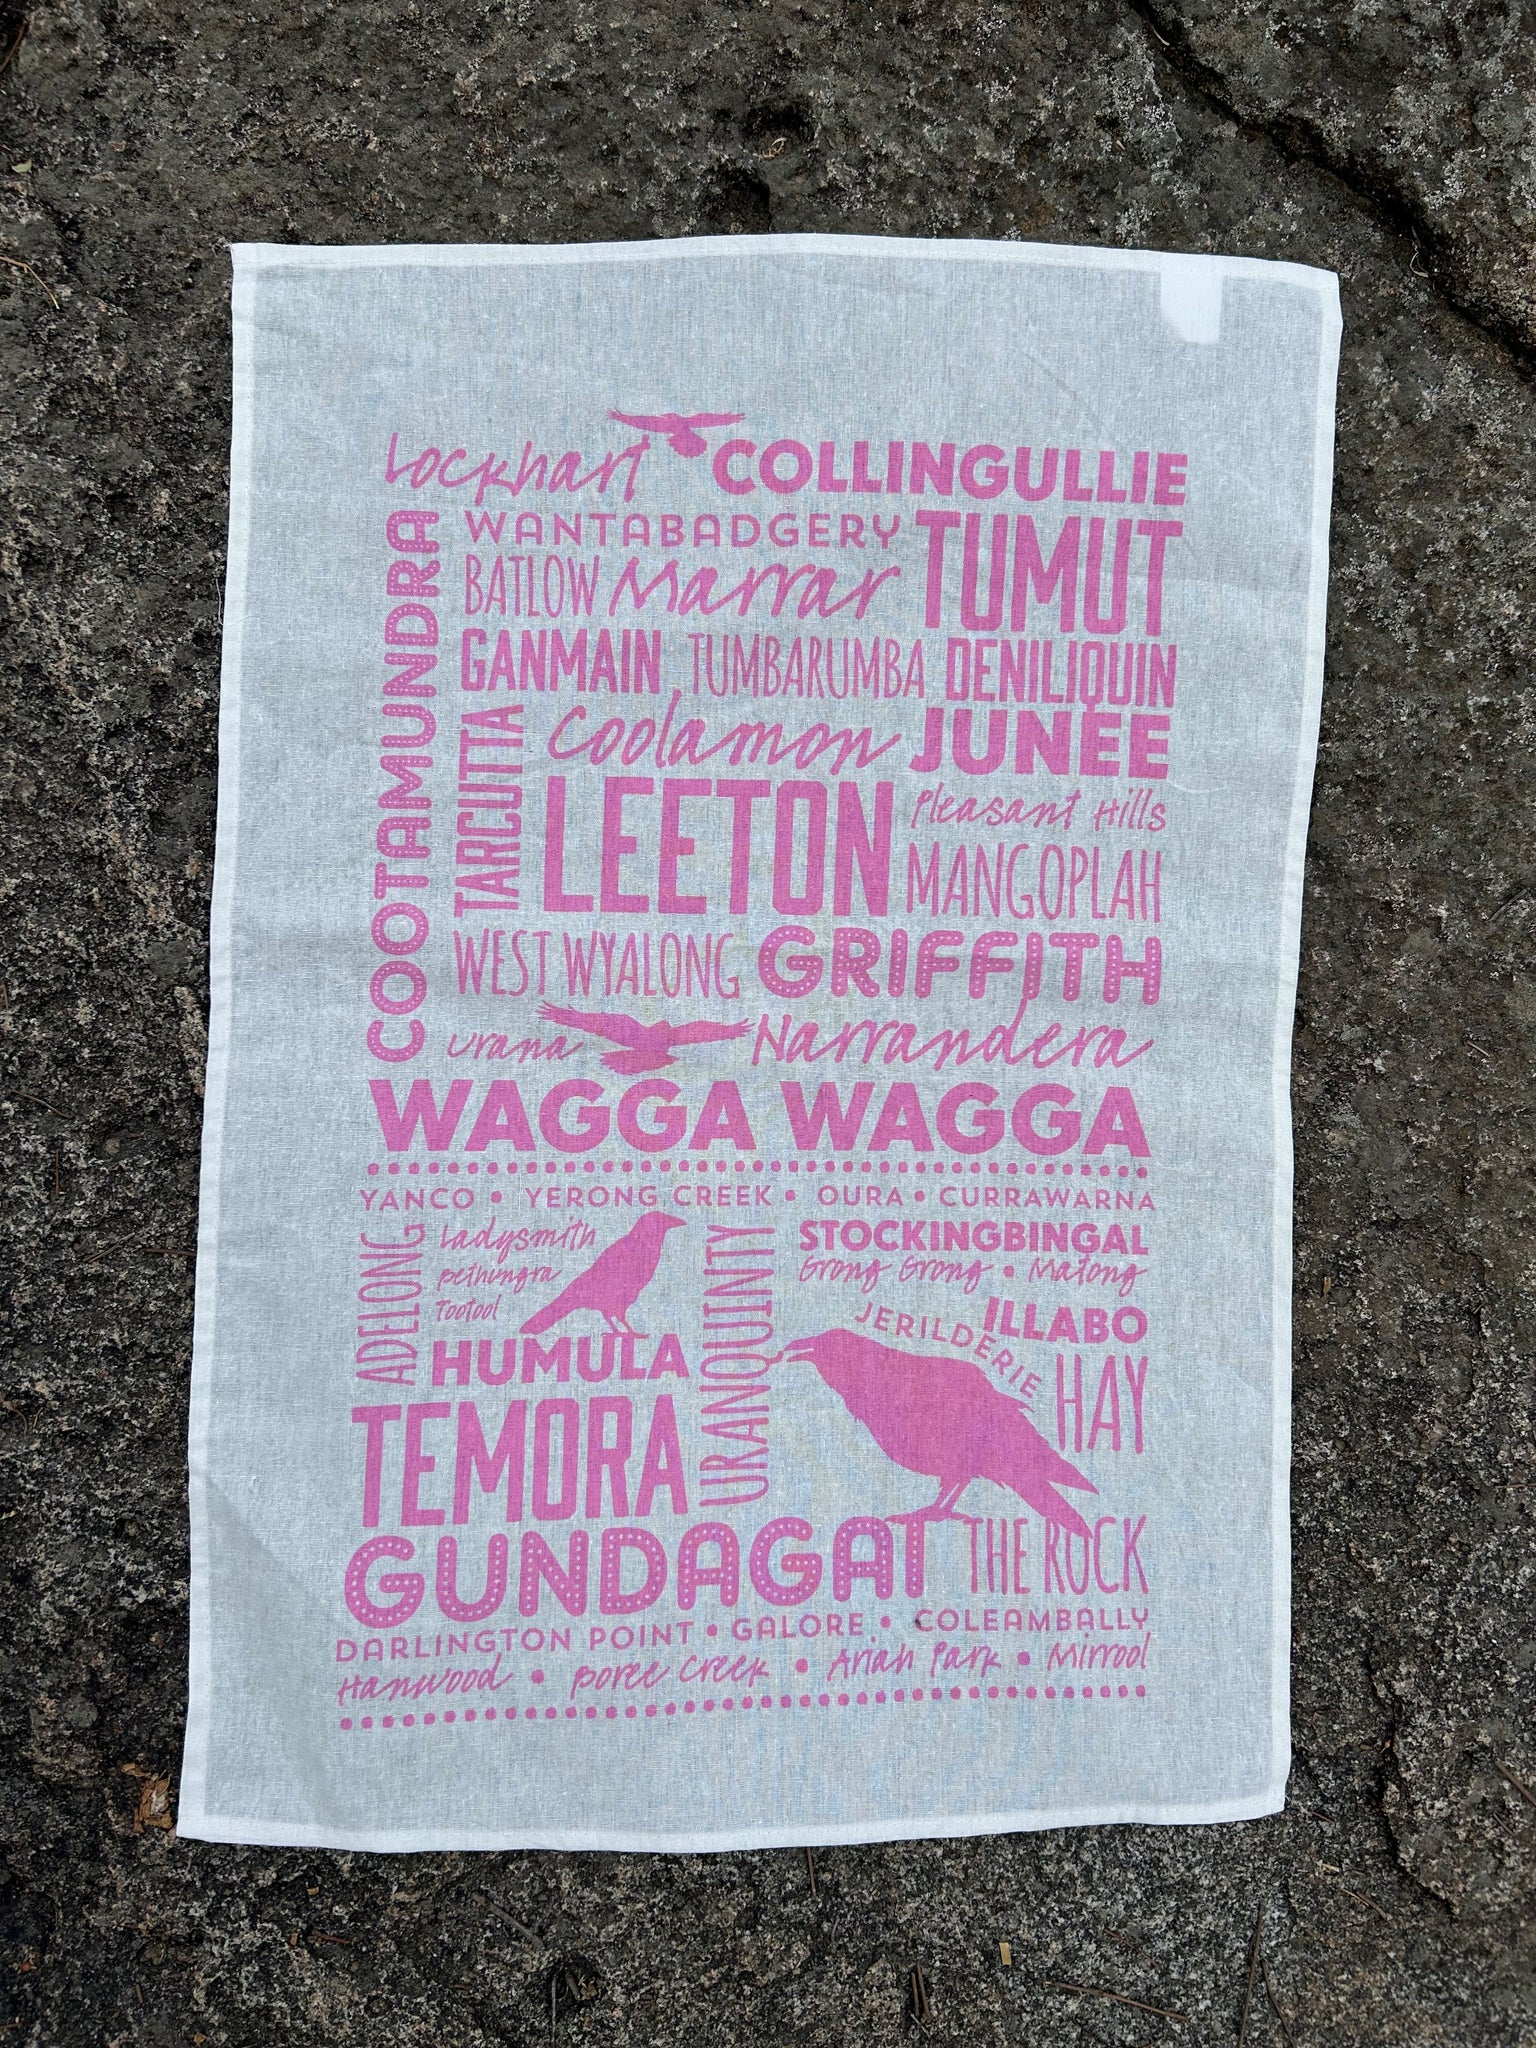 Lockhart COLLINGULLIE
COOTAMUNDRA
WANTABADGERY
TUMUT
BATLOW Marrar
GANMAIN TUMBARUMBA DENILIQUIN
TARCUTTA
Coolamon JUNEE
LEETON
Pleasant Hills
MANGOPLAH
WEST WYALONG GRIFFITH
Urana Narrandera
WAGGA WAGGA
YANCO • YERONG CREEK • OURA • CURRAWARNA
ADELONG
Ladysmith
Bethungra
Tootool
URANQUINTY
STOCKINGBINGAL
Grong Grong • Matong
JERILDERIE
ILLABO
HUMULA
HAY
TEMORA
GUNDAGAI
THE ROCK
DARLINGTON POINT • GALORE • COLEAMBALLY
Hanwood • Boree Creek • Ariah Park • Mirrool